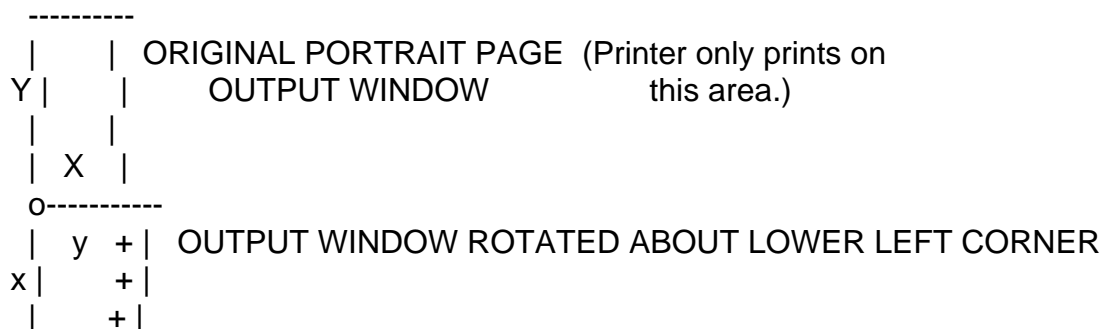 ----------
|          | ORIGINAL PORTRAIT PAGE (Printer only prints on
Y |        |        OUTPUT WINDOW                  this area.)
|          |
|    X    |
o-----------
|    y   + | OUTPUT WINDOW ROTATED ABOUT LOWER LEFT CORNER
x |       + |
|         + |